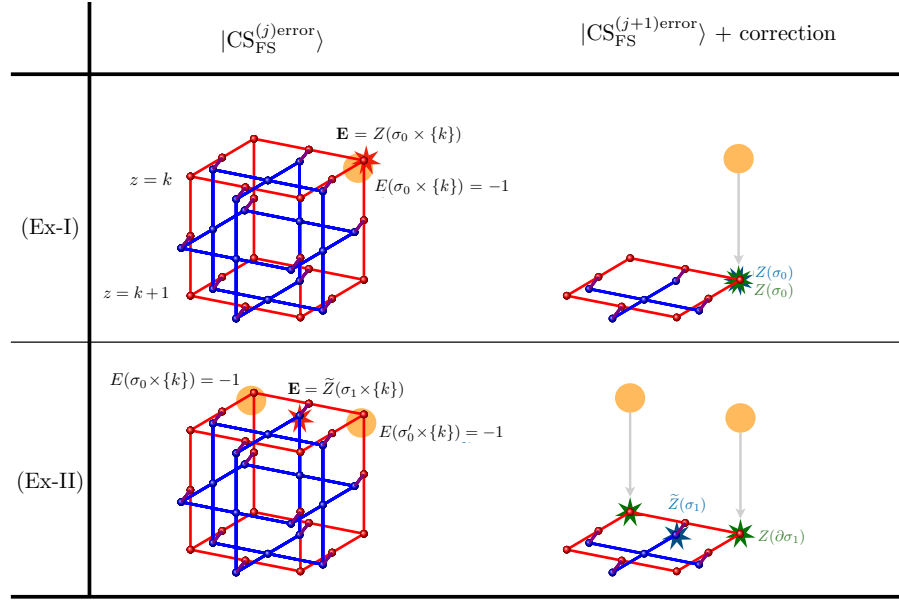 |CS_FS^(j)error⟩
|CS_FS^(j+1)error⟩ + correction
(Ex-I)
E = Z(σ₀ × {k})
z = k
E(σ₀ × {k}) = −1
z = k+1
Z(σ₀)
Z(σ₀)
(Ex-II)
E(σ₀×{k}) = −1
E = Z̃(σ₁×{k})
E(σ₀′×{k}) = −1
Z̃(σ₁)
Z(∂σ₁)